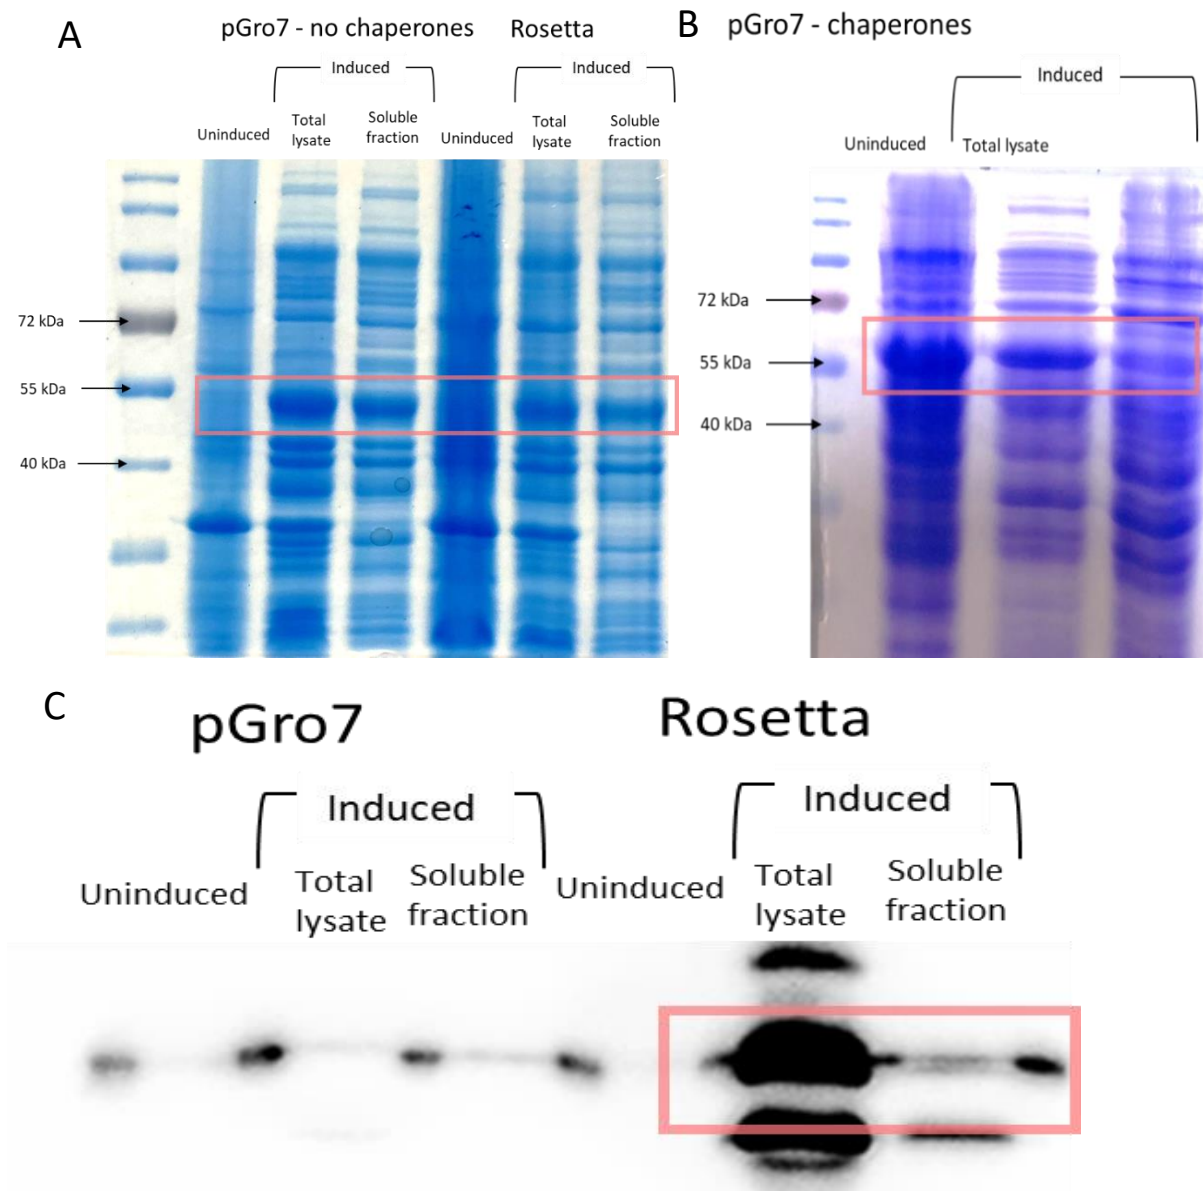 A
pGro7 - no chaperones
Rosetta
Induced
Induced
Uninduced
Total
lysate
Soluble
fraction
Uninduced
Total
lysate
Soluble
fraction
72 kDa
55 kDa
40 kDa
B
pGro7 - chaperones
Induced
Uninduced
Total lysate
72 kDa
55 kDa
40 kDa
C
pGro7
Rosetta
Induced
Induced
Uninduced
Total
lysate
Soluble
fraction
Uninduced
Total
lysate
Soluble
fraction